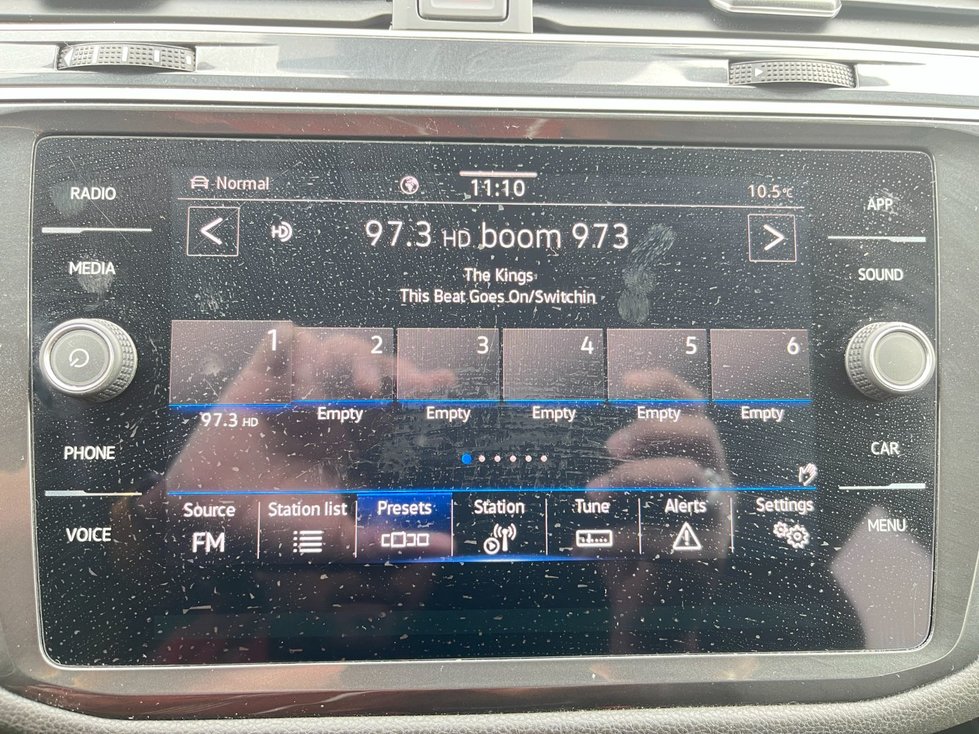 RADIO
MEDIA
PHONE
VOICE
Normal
11:10
10.5°C
97.3 HD boom 973
The Kings
This Beat Goes On/Switchin
1
2
3
4
5
6
97.3 HD
Empty
Empty
Empty
Empty
Empty
Source
Station list
Presets
Station
Tune
Alerts
Settings
FM
APP
SOUND
CAR
MENU